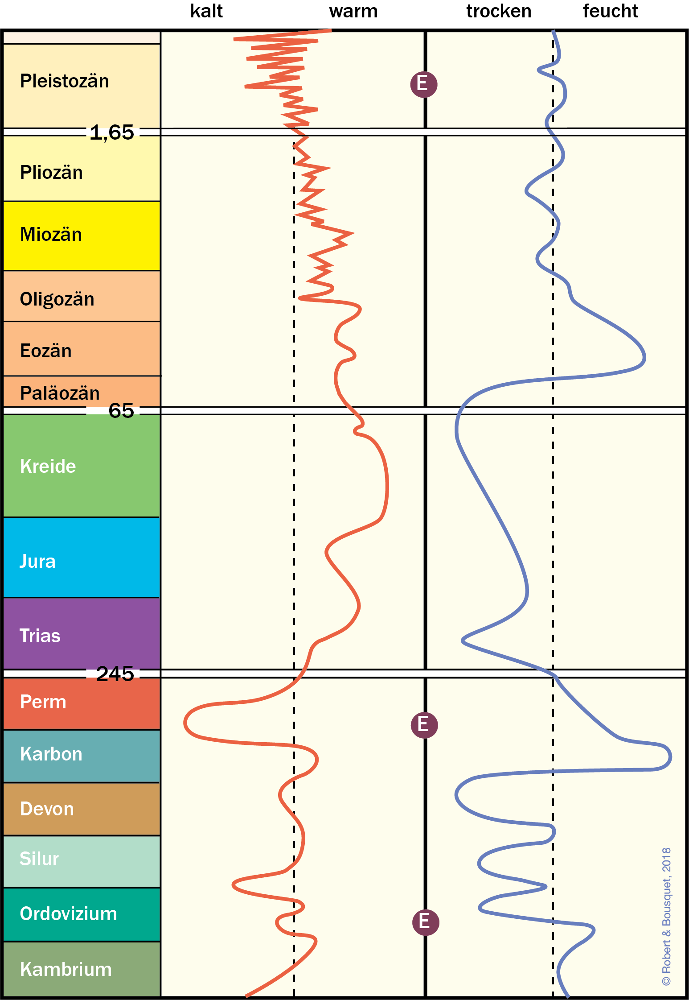 kalt warm trocken feucht
Pleistozän
E
1,65
Pliozän
Miozän
Oligozän
Eozän
Paläozän
65
Kreide
Jura
Trias
245
Perm
E
Karbon
Devon
Silur
Ordovizium
E
Kambrium
© Robert & Bousquet, 2018